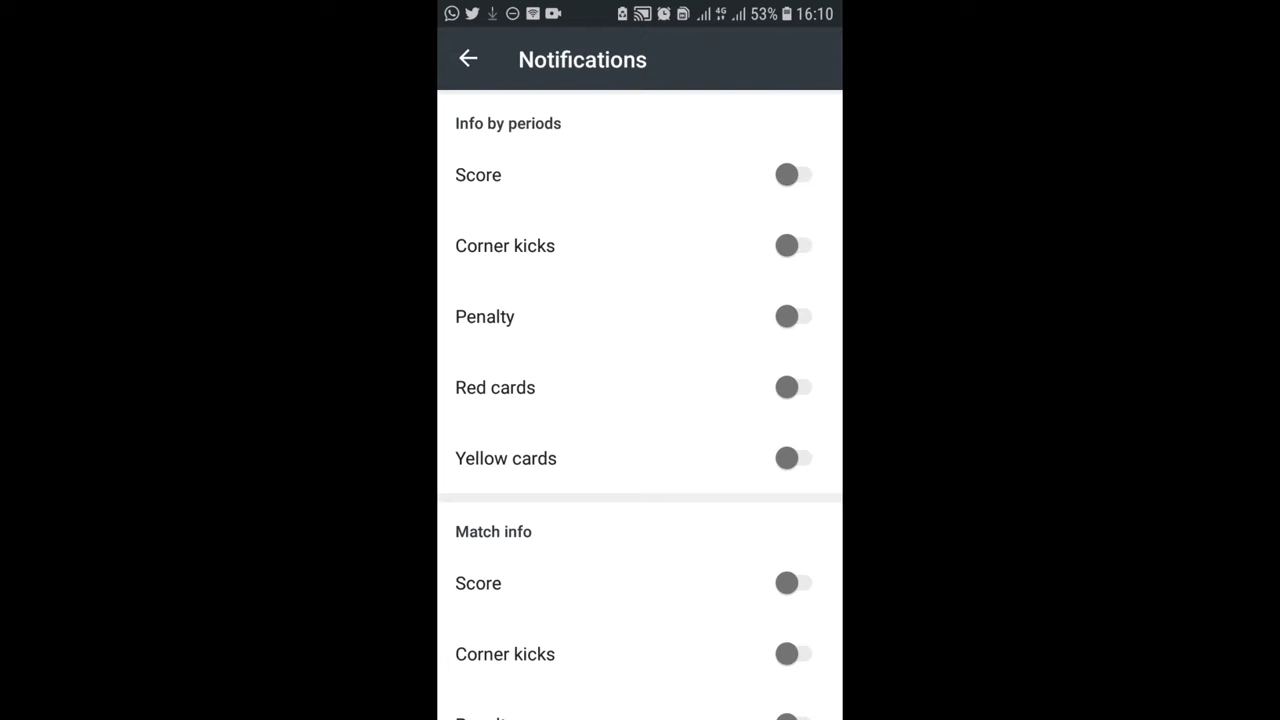 4G 53% 16:10
Notifications
Info by periods
Score
Corner kicks
Penalty
Red cards
Yellow cards
Match info
Score
Corner kicks